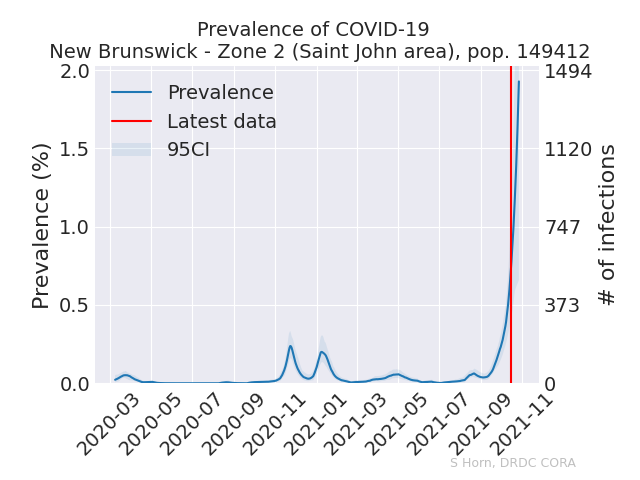 Prevalence of COVID-19
New Brunswick - Zone 2 (Saint John area), pop. 149412
Prevalence (%)
2.0
1.5
1.0
0.5
0.0
Prevalence
Latest data
95CI
1494
1120
747
373
0
# of infections
2020-03
2020-05
2020-07
2020-09
2020-11
2021-01
2021-03
2021-05
2021-07
2021-09
2021-11
S Horn, DRDC CORA